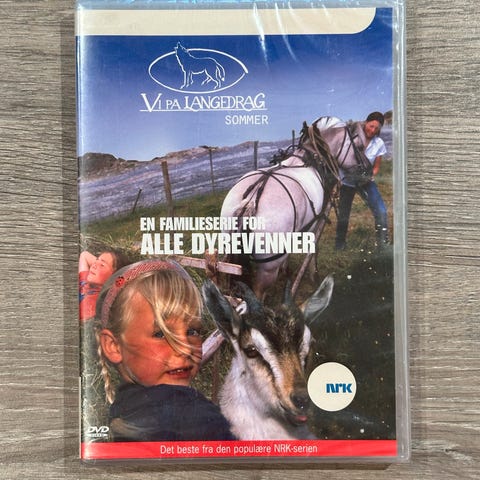 VI PÅ LANGEDRAG
SOMMER
EN FAMILIESERIE FOR
ALLE DYREVENNER
NRK
DVD
Det beste fra den populære NRK-serien